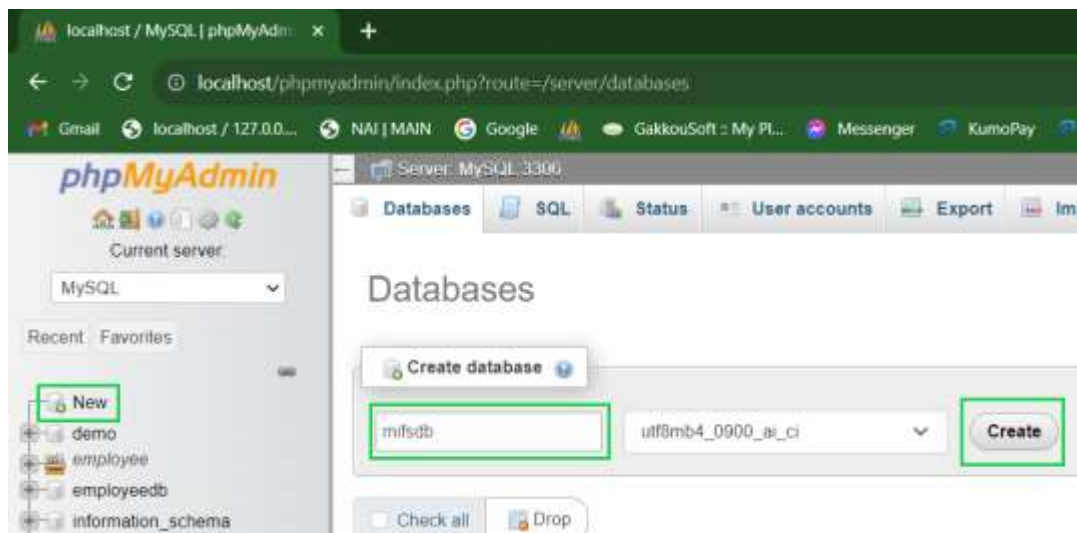 localhost / MySQL | phpMyAdm
localhost/phpmyadmin/index.php?route=/server/databases
Gmail localhost / 127.0.0.... NAI | MAIN Google GakkouSoft :: My Pl... Messenger KumoPay
phpMyAdmin
Server: MySQL:3306
Databases SQL Status User accounts Export Im
Current server:
MySQL
Databases
Recent Favorites
Create database
New
mifsdb utf8mb4_0900_ai_ci Create
demo
employee
employeedb
information_schema
Check all Drop